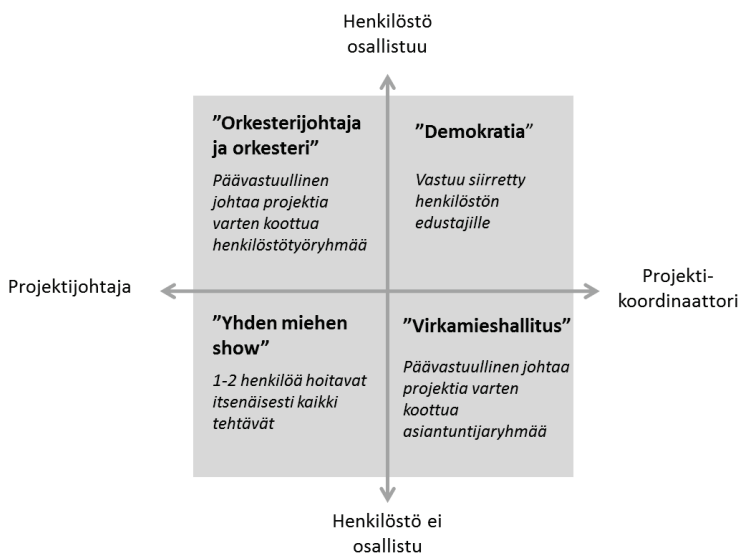 Henkilöstö
osallistuu
”Orkesterijohtaja
ja orkesteri”
Päävastuullinen
johtaa projektia
varten koottua
henkilöstötyöryhmää
”Demokratia”
Vastuu siirretty
henkilöstön
edustajille
Projektijohtaja
Projekti-
koordinaattori
”Yhden miehen
show”
1-2 henkilöä hoitavat
itsenäisesti kaikki
tehtävät
”Virkamieshallitus”
Päävastuullinen johtaa
projektia varten
koottua
asiantuntijaryhmää
Henkilöstö ei
osallistu